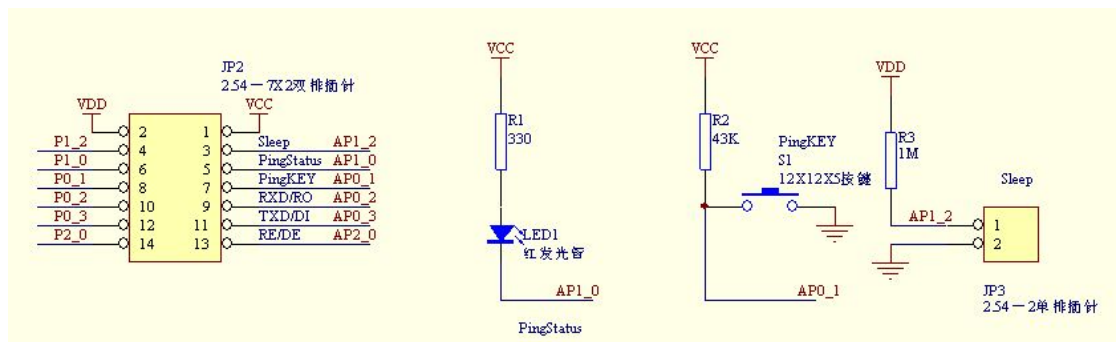 JP2
2.54－7X2双排插针
VDD
VCC
2 1
P1_2 4 3 Sleep AP1_2
P1_0 6 5 PingStatus AP1_0
P0_1 8 7 PingKEY AP0_1
P0_2 10 9 RXD/RO AP0_2
P0_3 12 11 TXD/DI AP0_3
P2_0 14 13 RE/DE AP2_0
VCC
R1
330
LED1
红发光管
AP1_0
PingStatus
VCC
R2
43K
PingKEY
S1
12X12X5按键
AP0_1
VDD
R3
1M
Sleep
AP1_2
1
2
JP3
2.54－2单排插针